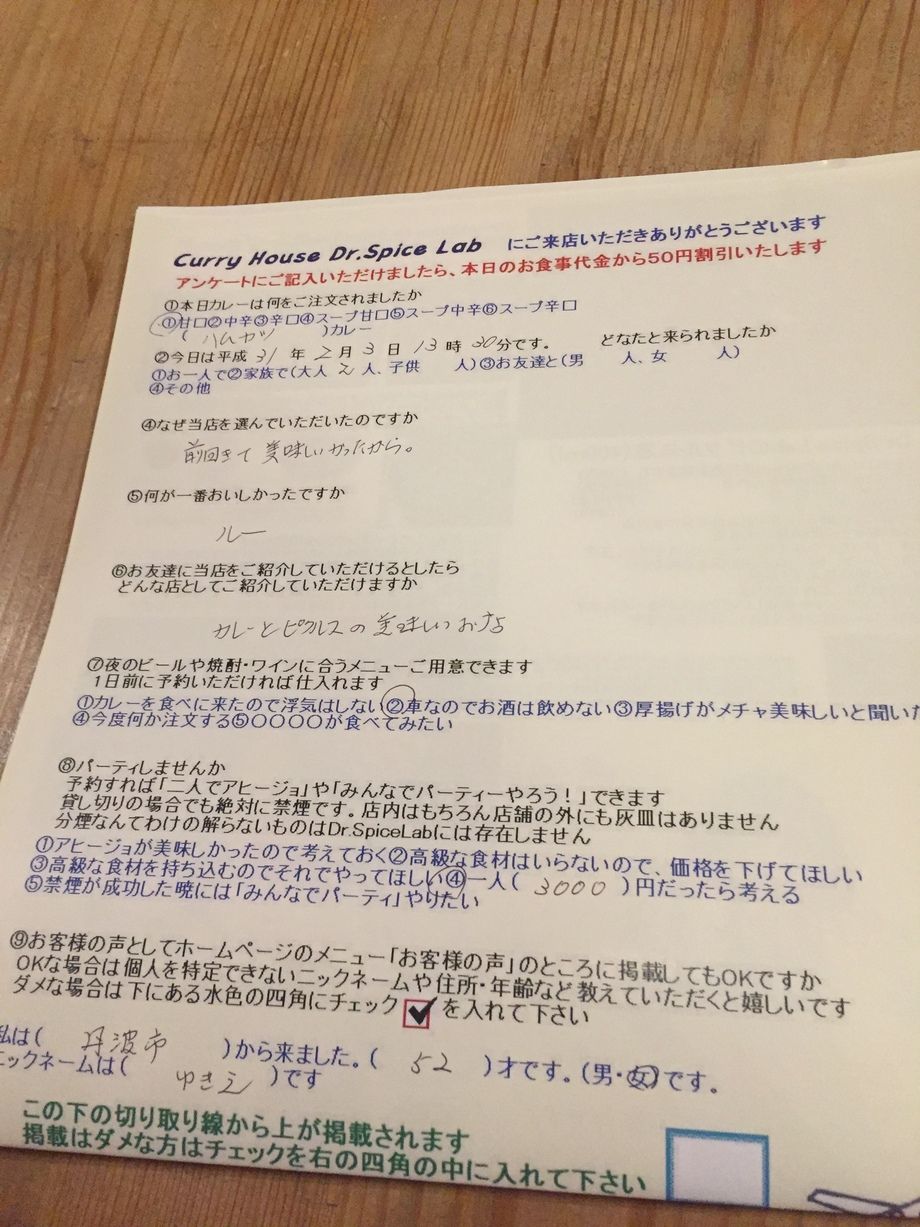 Curry House Dr.Spice Lab にご来店いただきありがとうございます
アンケートにご記入いただけましたら、本日のお食事代金から50円割引いたします
①本日カレーは何をご注文されましたか
①甘口②中辛③辛口④スープ甘口⑤スープ中辛⑥スープ辛口
( ハムカツ )カレー
②今日は平成 31 年 2 月 3 日 13 時 30 分です。 どなたと来られましたか
①お一人で②家族で(大人 2 人、子供 人)③お友達と(男 人、女 人)
④その他
④なぜ当店を選んでいただいたのですか
前回きて美味しいかったから。
⑤何が一番おいしかったですか
ルー
⑥お友達に当店をご紹介していただけるとしたら
どんな店としてご紹介していただけますか
カレーとピクルスの美味しいお店
⑦夜のビールや焼酎・ワインに合うメニューご用意できます
1日前に予約いただければ仕入れます
①カレーを食べに来たので浮気はしない②車なのでお酒は飲めない③厚揚げがメチャ美味しいと聞いた
④今度何か注文する⑤〇〇〇〇が食べてみたい
⑧パーティしませんか
予約すれば「二人でアヒージョ」や「みんなでパーティーやろう!」できます
貸し切りの場合でも絶対に禁煙です。店内はもちろん店舗の外にも灰皿はありません
分煙なんてわけの解らないものはDr.SpiceLabには存在しません
①アヒージョが美味しかったので考えておく②高級な食材はいらないので、価格を下げてほしい
③高級な食材を持ち込むのでそれでやってほしい④一人( 3000 )円だったら考える
⑤禁煙が成功した暁には「みんなでパーティ」やりたい
⑨お客様の声としてホームページのメニュー「お客様の声」のところに掲載してもOKですか
OKな場合は個人を特定できないニックネームや住所・年齢など教えていただくと嬉しいです
ダメな場合は下にある水色の四角にチェック を入れて下さい
私は( 丹波市 )から来ました。( 52 )才です。(男・女)です。
ニックネームは( ゆきえ )です
この下の切り取り線から上が掲載されます
掲載はダメな方はチェックを右の四角の中に入れて下さい